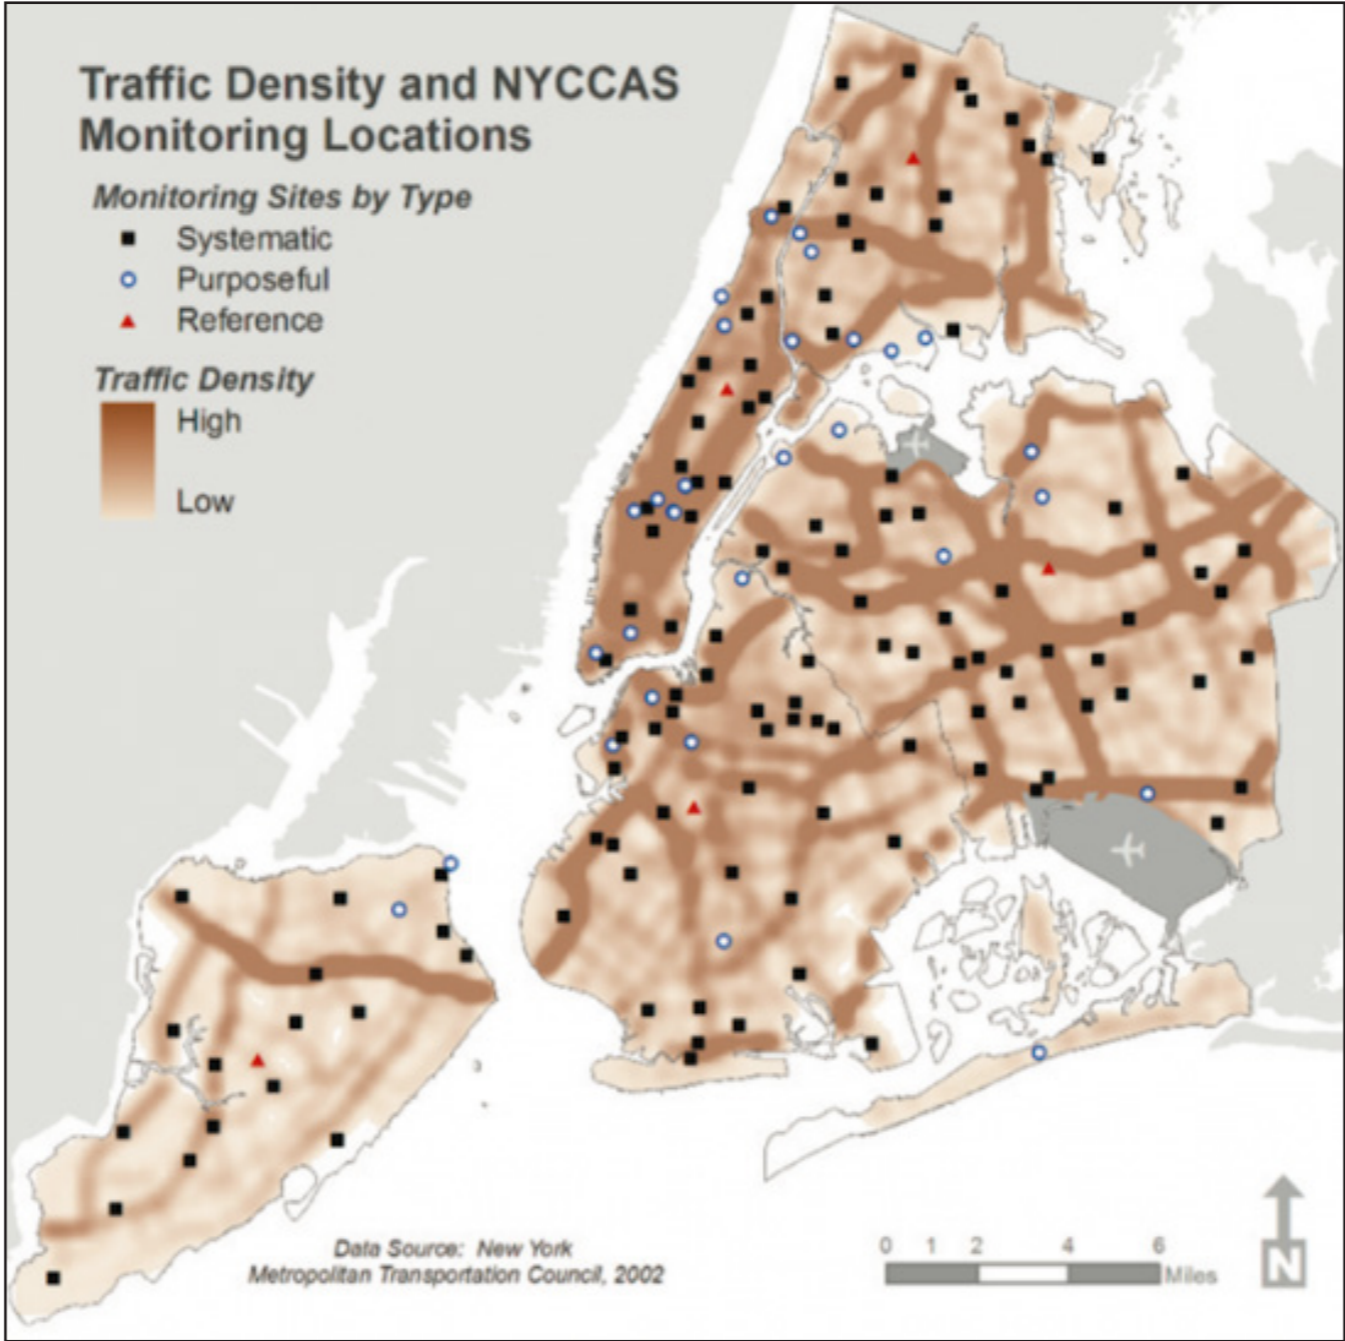 Traffic Density and NYCCAS
Monitoring Locations
Monitoring Sites by Type
Systematic
Purposeful
Reference
Traffic Density
High
Low
Data Source: New York
Metropolitan Transportation Council, 2002
0 1 2 4 6
Miles
N